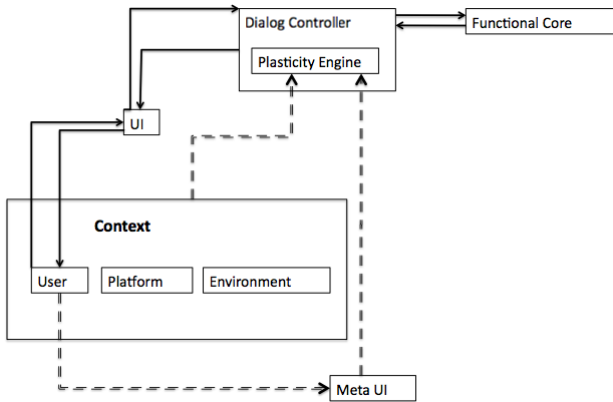 Dialog Controller
Functional Core
Plasticity Engine
UI
Context
User
Platform
Environment
Meta UI